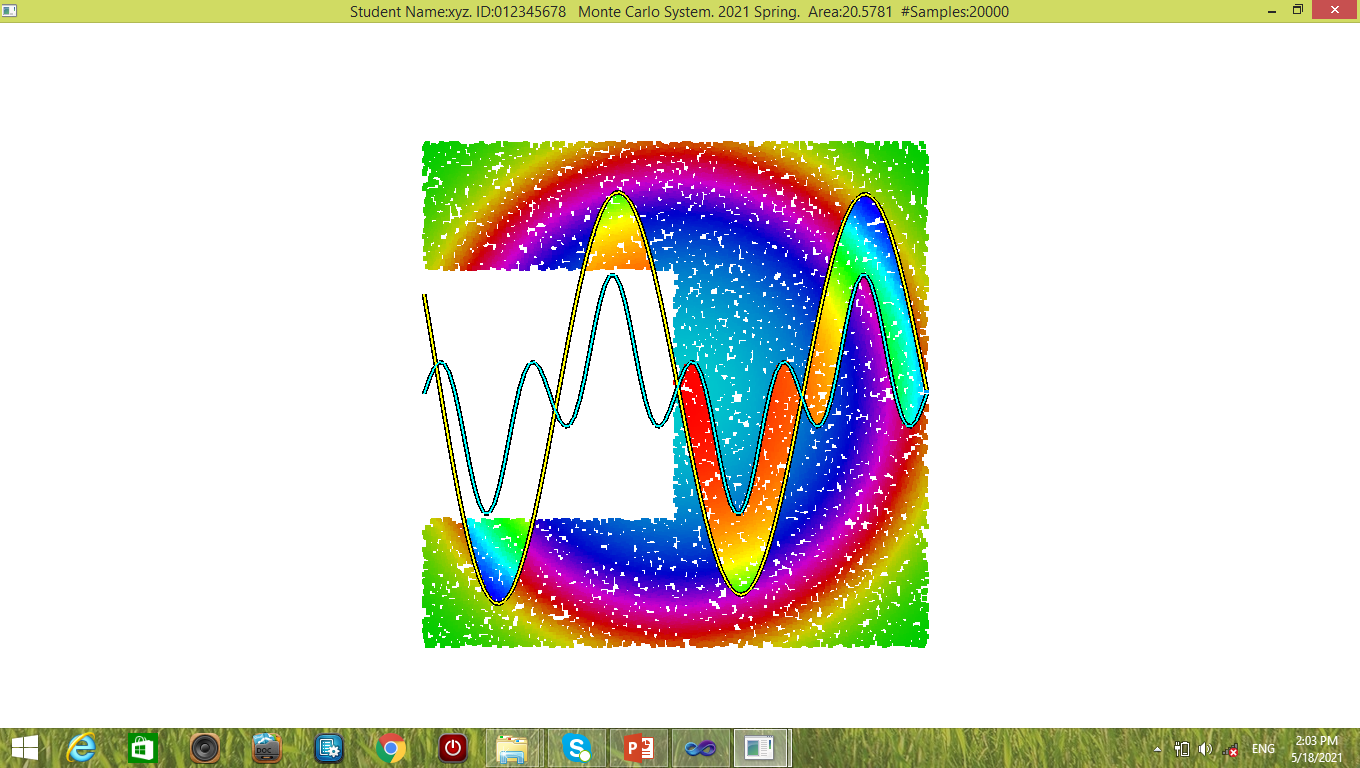 Student Name:xyz. ID:012345678   Monte Carlo System. 2021 Spring.  Area:20.5781  #Samples:20000
DOC
ENG
2:03 PM
5/18/2021